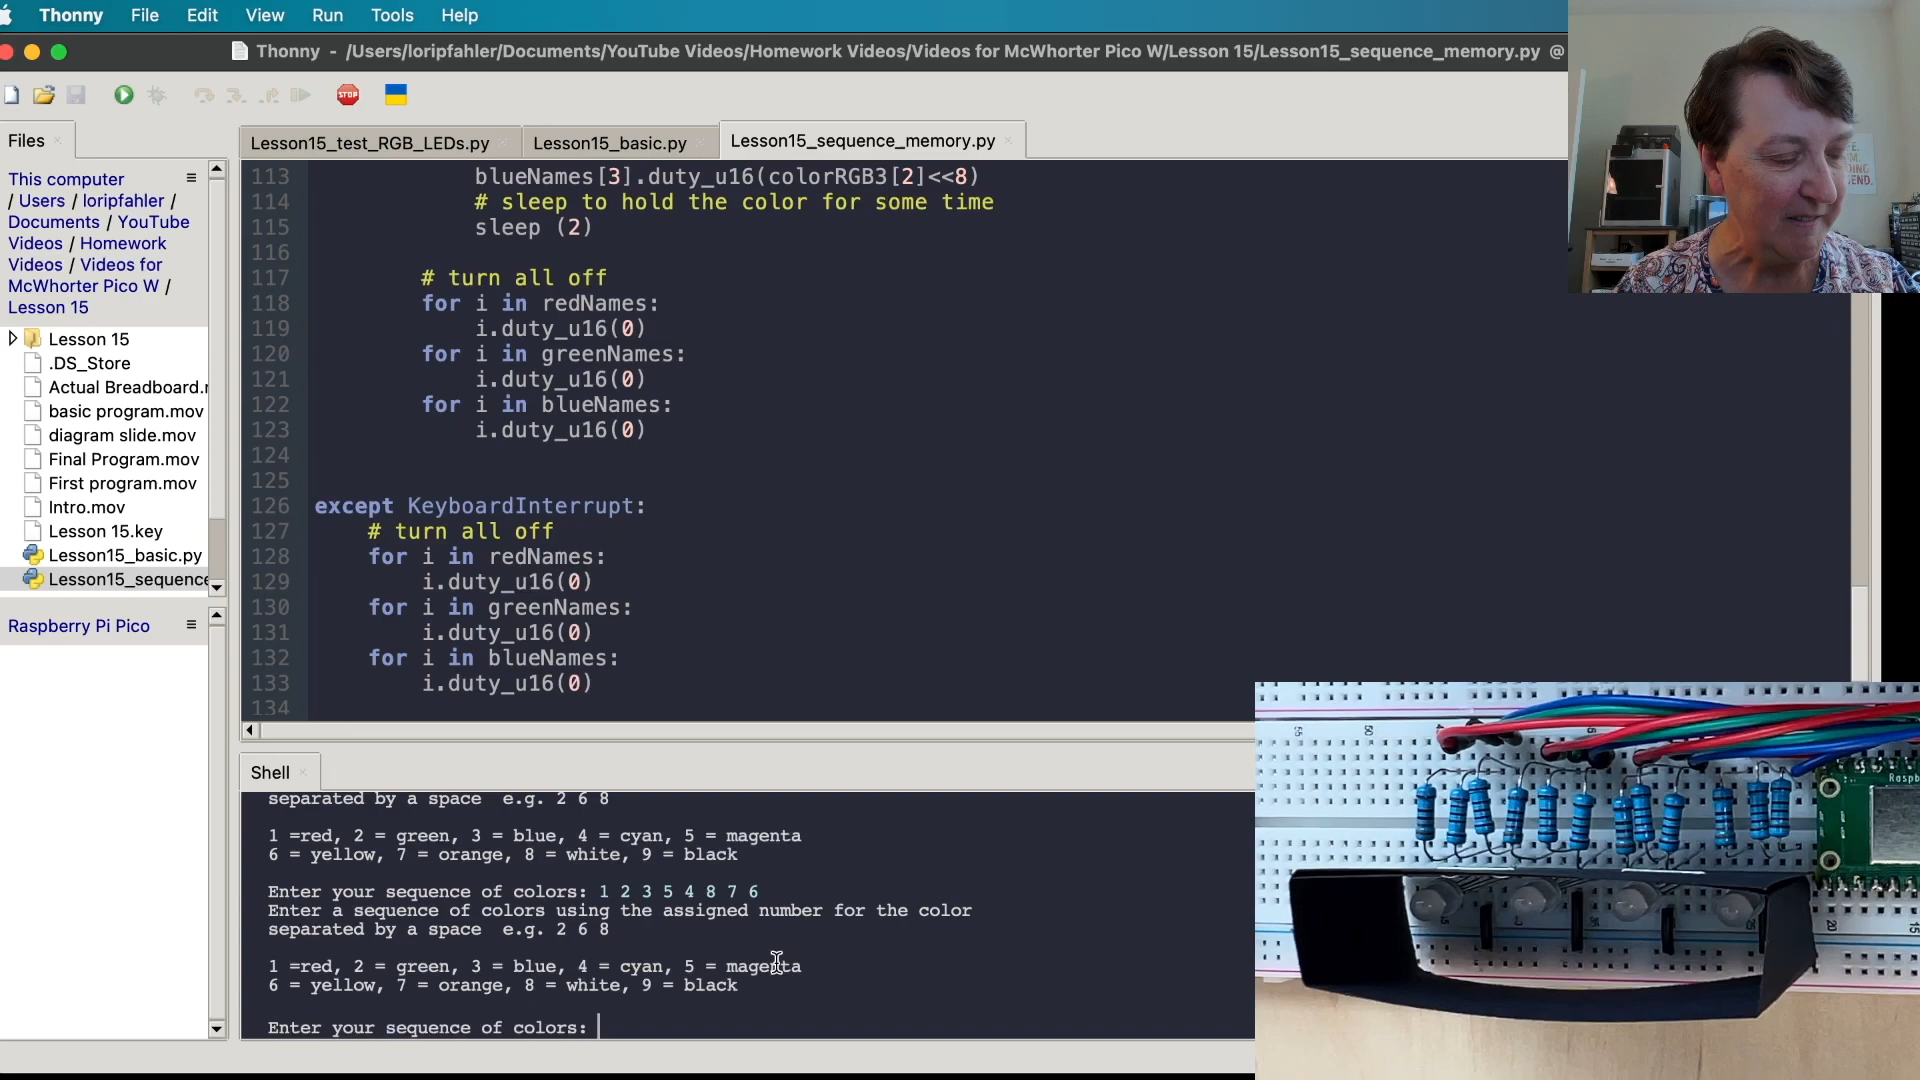 Thonny File Edit View Run Tools Help
Thonny - /Users/loripfahler/Documents/YouTube Videos/Homework Videos/Videos for McWhorter Pico W/Lesson 15/Lesson15_sequence_memory.py @
STOP
Files
Lesson15_test_RGB_LEDs.py
Lesson15_basic.py
Lesson15_sequence_memory.py
This computer
/ Users / loripfahler /
Documents / YouTube
Videos / Homework
Videos / Videos for
McWhorter Pico W /
Lesson 15
Lesson 15
.DS_Store
Actual Breadboard.
basic program.mov
diagram slide.mov
Final Program.mov
First program.mov
Intro.mov
Lesson 15.key
Lesson15_basic.py
Lesson15_sequence
Raspberry Pi Pico
113 blueNames[3].duty_u16(colorRGB3[2]<<8)
114 # sleep to hold the color for some time
115 sleep (2)
116
117 # turn all off
118 for i in redNames:
119 i.duty_u16(0)
120 for i in greenNames:
121 i.duty_u16(0)
122 for i in blueNames:
123 i.duty_u16(0)
124
125
126 except KeyboardInterrupt:
127 # turn all off
128 for i in redNames:
129 i.duty_u16(0)
130 for i in greenNames:
131 i.duty_u16(0)
132 for i in blueNames:
133 i.duty_u16(0)
134
Shell
separated by a space e.g. 2 6 8
1 =red, 2 = green, 3 = blue, 4 = cyan, 5 = magenta
6 = yellow, 7 = orange, 8 = white, 9 = black
Enter your sequence of colors: 1 2 3 5 4 8 7 6
Enter a sequence of colors using the assigned number for the color
separated by a space e.g. 2 6 8
1 =red, 2 = green, 3 = blue, 4 = cyan, 5 = magenta
6 = yellow, 7 = orange, 8 = white, 9 = black
Enter your sequence of colors:
55
50
Raspb
20